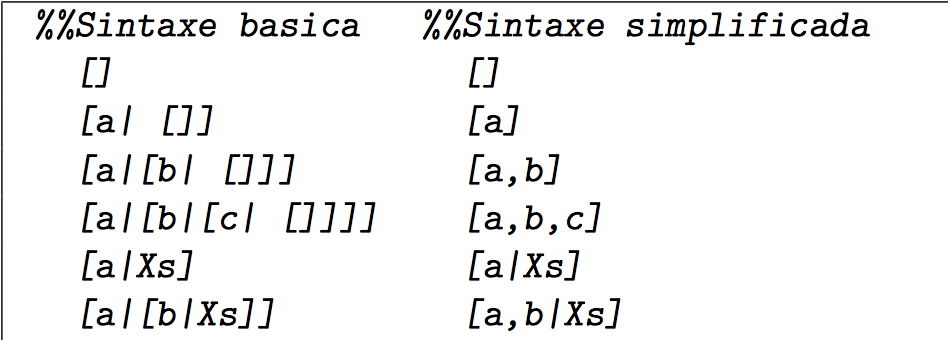 %%Sintaxe basica %%Sintaxe simplificada
[] []
[a| []] [a]
[a|[b| []]] [a,b]
[a|[b|[c| []]]] [a,b,c]
[a|Xs] [a|Xs]
[a|[b|Xs]] [a,b|Xs]